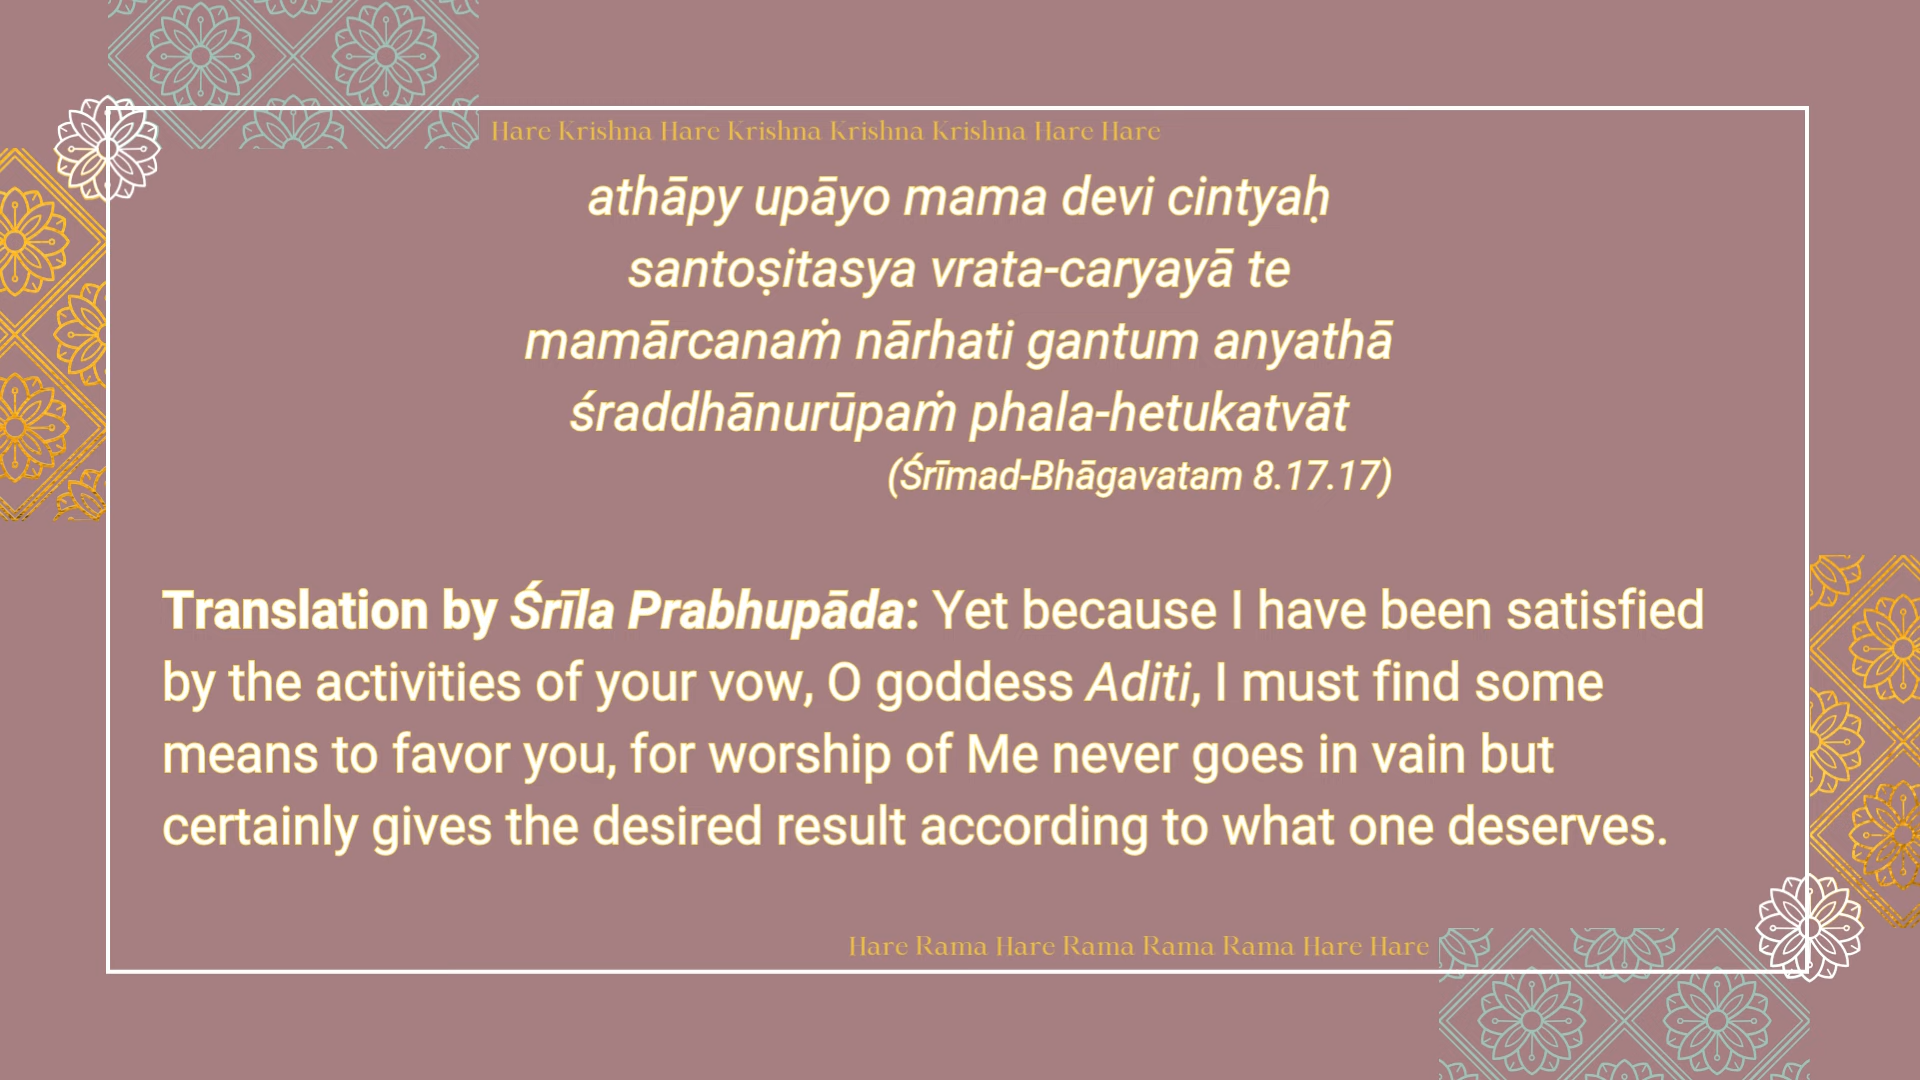 Hare Krishna Hare Krishna Krishna Krishna Hare Hare
athāpy upāyo mama devi cintyaḥ
santoṣitasya vrata-caryayā te
mamārcanaṁ nārhati gantum anyathā
śraddhānurūpaṁ phala-hetukatvāt
(Śrīmad-Bhāgavatam 8.17.17)
Translation by Śrīla Prabhupāda: Yet because I have been satisfied
by the activities of your vow, O goddess Aditi, I must find some
means to favor you, for worship of Me never goes in vain but
certainly gives the desired result according to what one deserves.
Hare Rama Hare Rama Rama Rama Hare Hare